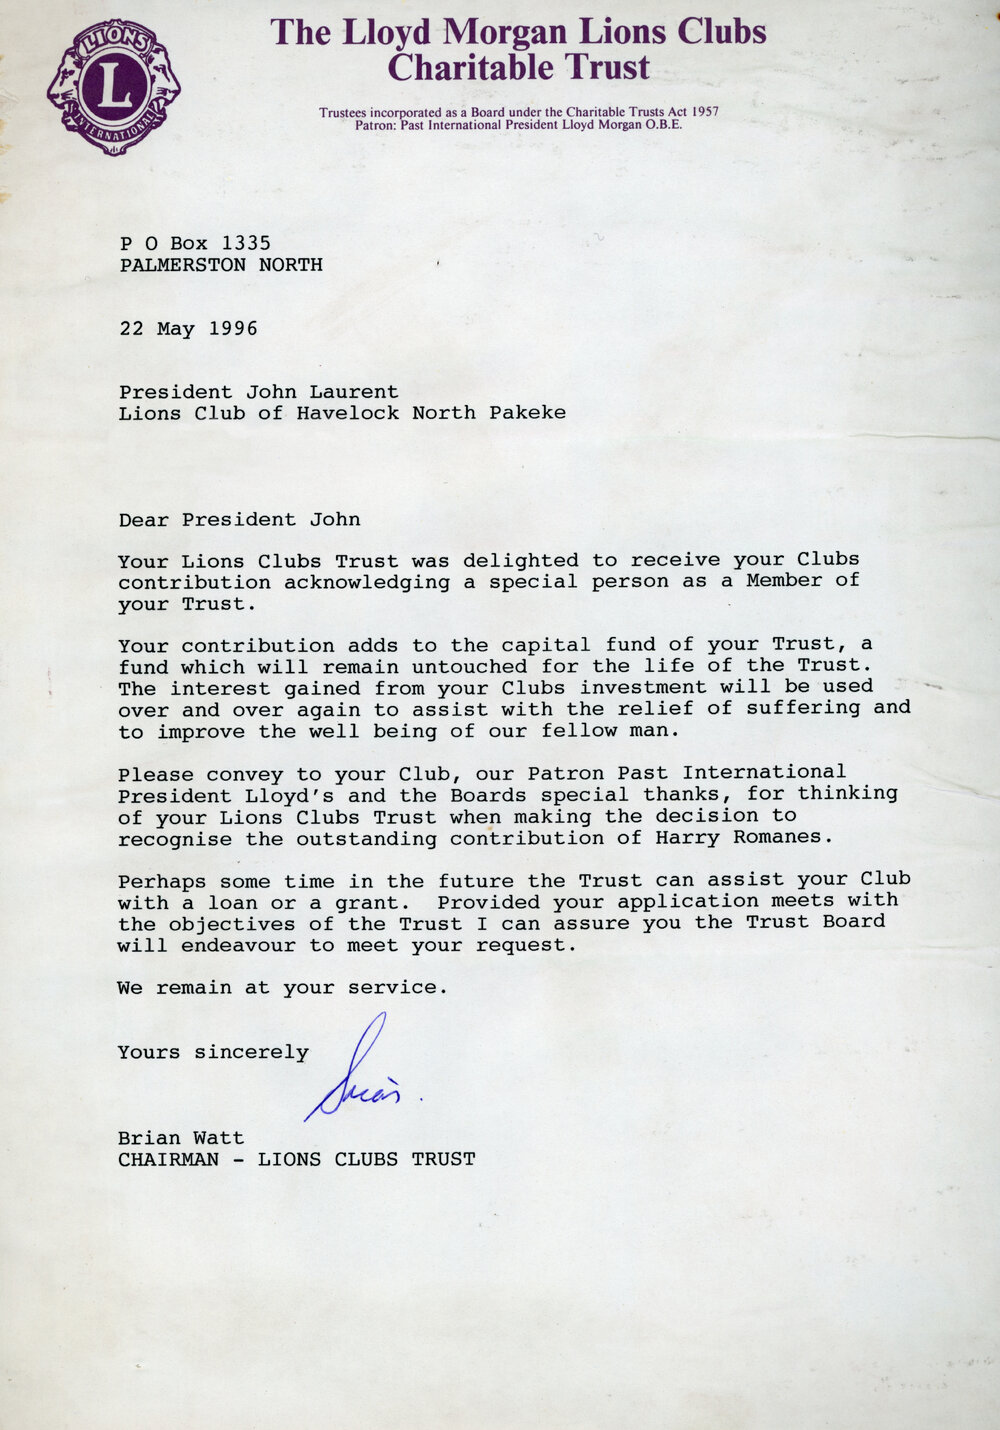 The Lloyd Morgan Lions Clubs
Charitable Trust
Trustees incorporated as a Board under the Charitable Trusts Act 1957
Patron: Past International President Lloyd Morgan O.B.E.
LIONS
L
INTERNATIONAL
P O Box 1335
PALMERSTON NORTH
22 May 1996
President John Laurent
Lions Club of Havelock North Pakeke
Dear President John
Your Lions Clubs Trust was delighted to receive your Clubs
contribution acknowledging a special person as a Member of
your Trust.
Your contribution adds to the capital fund of your Trust, a
fund which will remain untouched for the life of the Trust.
The interest gained from your Clubs investment will be used
over and over again to assist with the relief of suffering and
to improve the well being of our fellow man.
Please convey to your Club, our Patron Past International
President Lloyd's and the Boards special thanks, for thinking
of your Lions Clubs Trust when making the decision to
recognise the outstanding contribution of Harry Romanes.
Perhaps some time in the future the Trust can assist your Club
with a loan or a grant.  Provided your application meets with
the objectives of the Trust I can assure you the Trust Board
will endeavour to meet your request.
We remain at your service.
Yours sincerely
Brian.
Brian Watt
CHAIRMAN - LIONS CLUBS TRUST